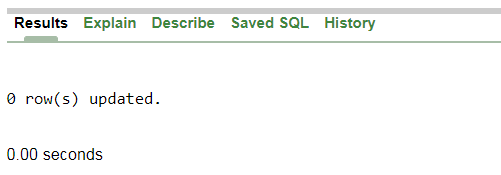 Results Explain Describe Saved SQL History
0 row(s) updated.
0.00 seconds